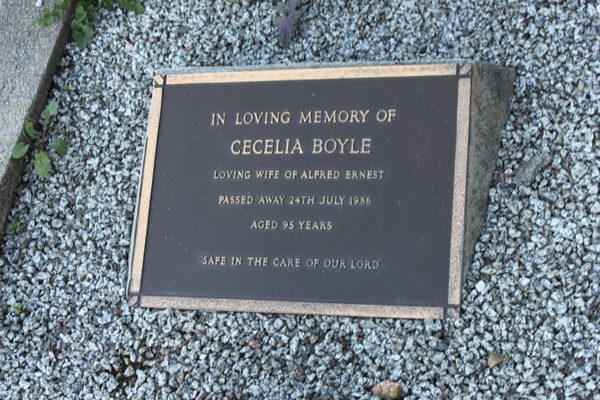 IN LOVING MEMORY OF
CECELIA BOYLE
LOVING WIFE OF ALFRED ERNEST
PASSED AWAY 24TH JULY 1986
AGED 95 YEARS
"SAFE IN THE CARE OF OUR LORD"